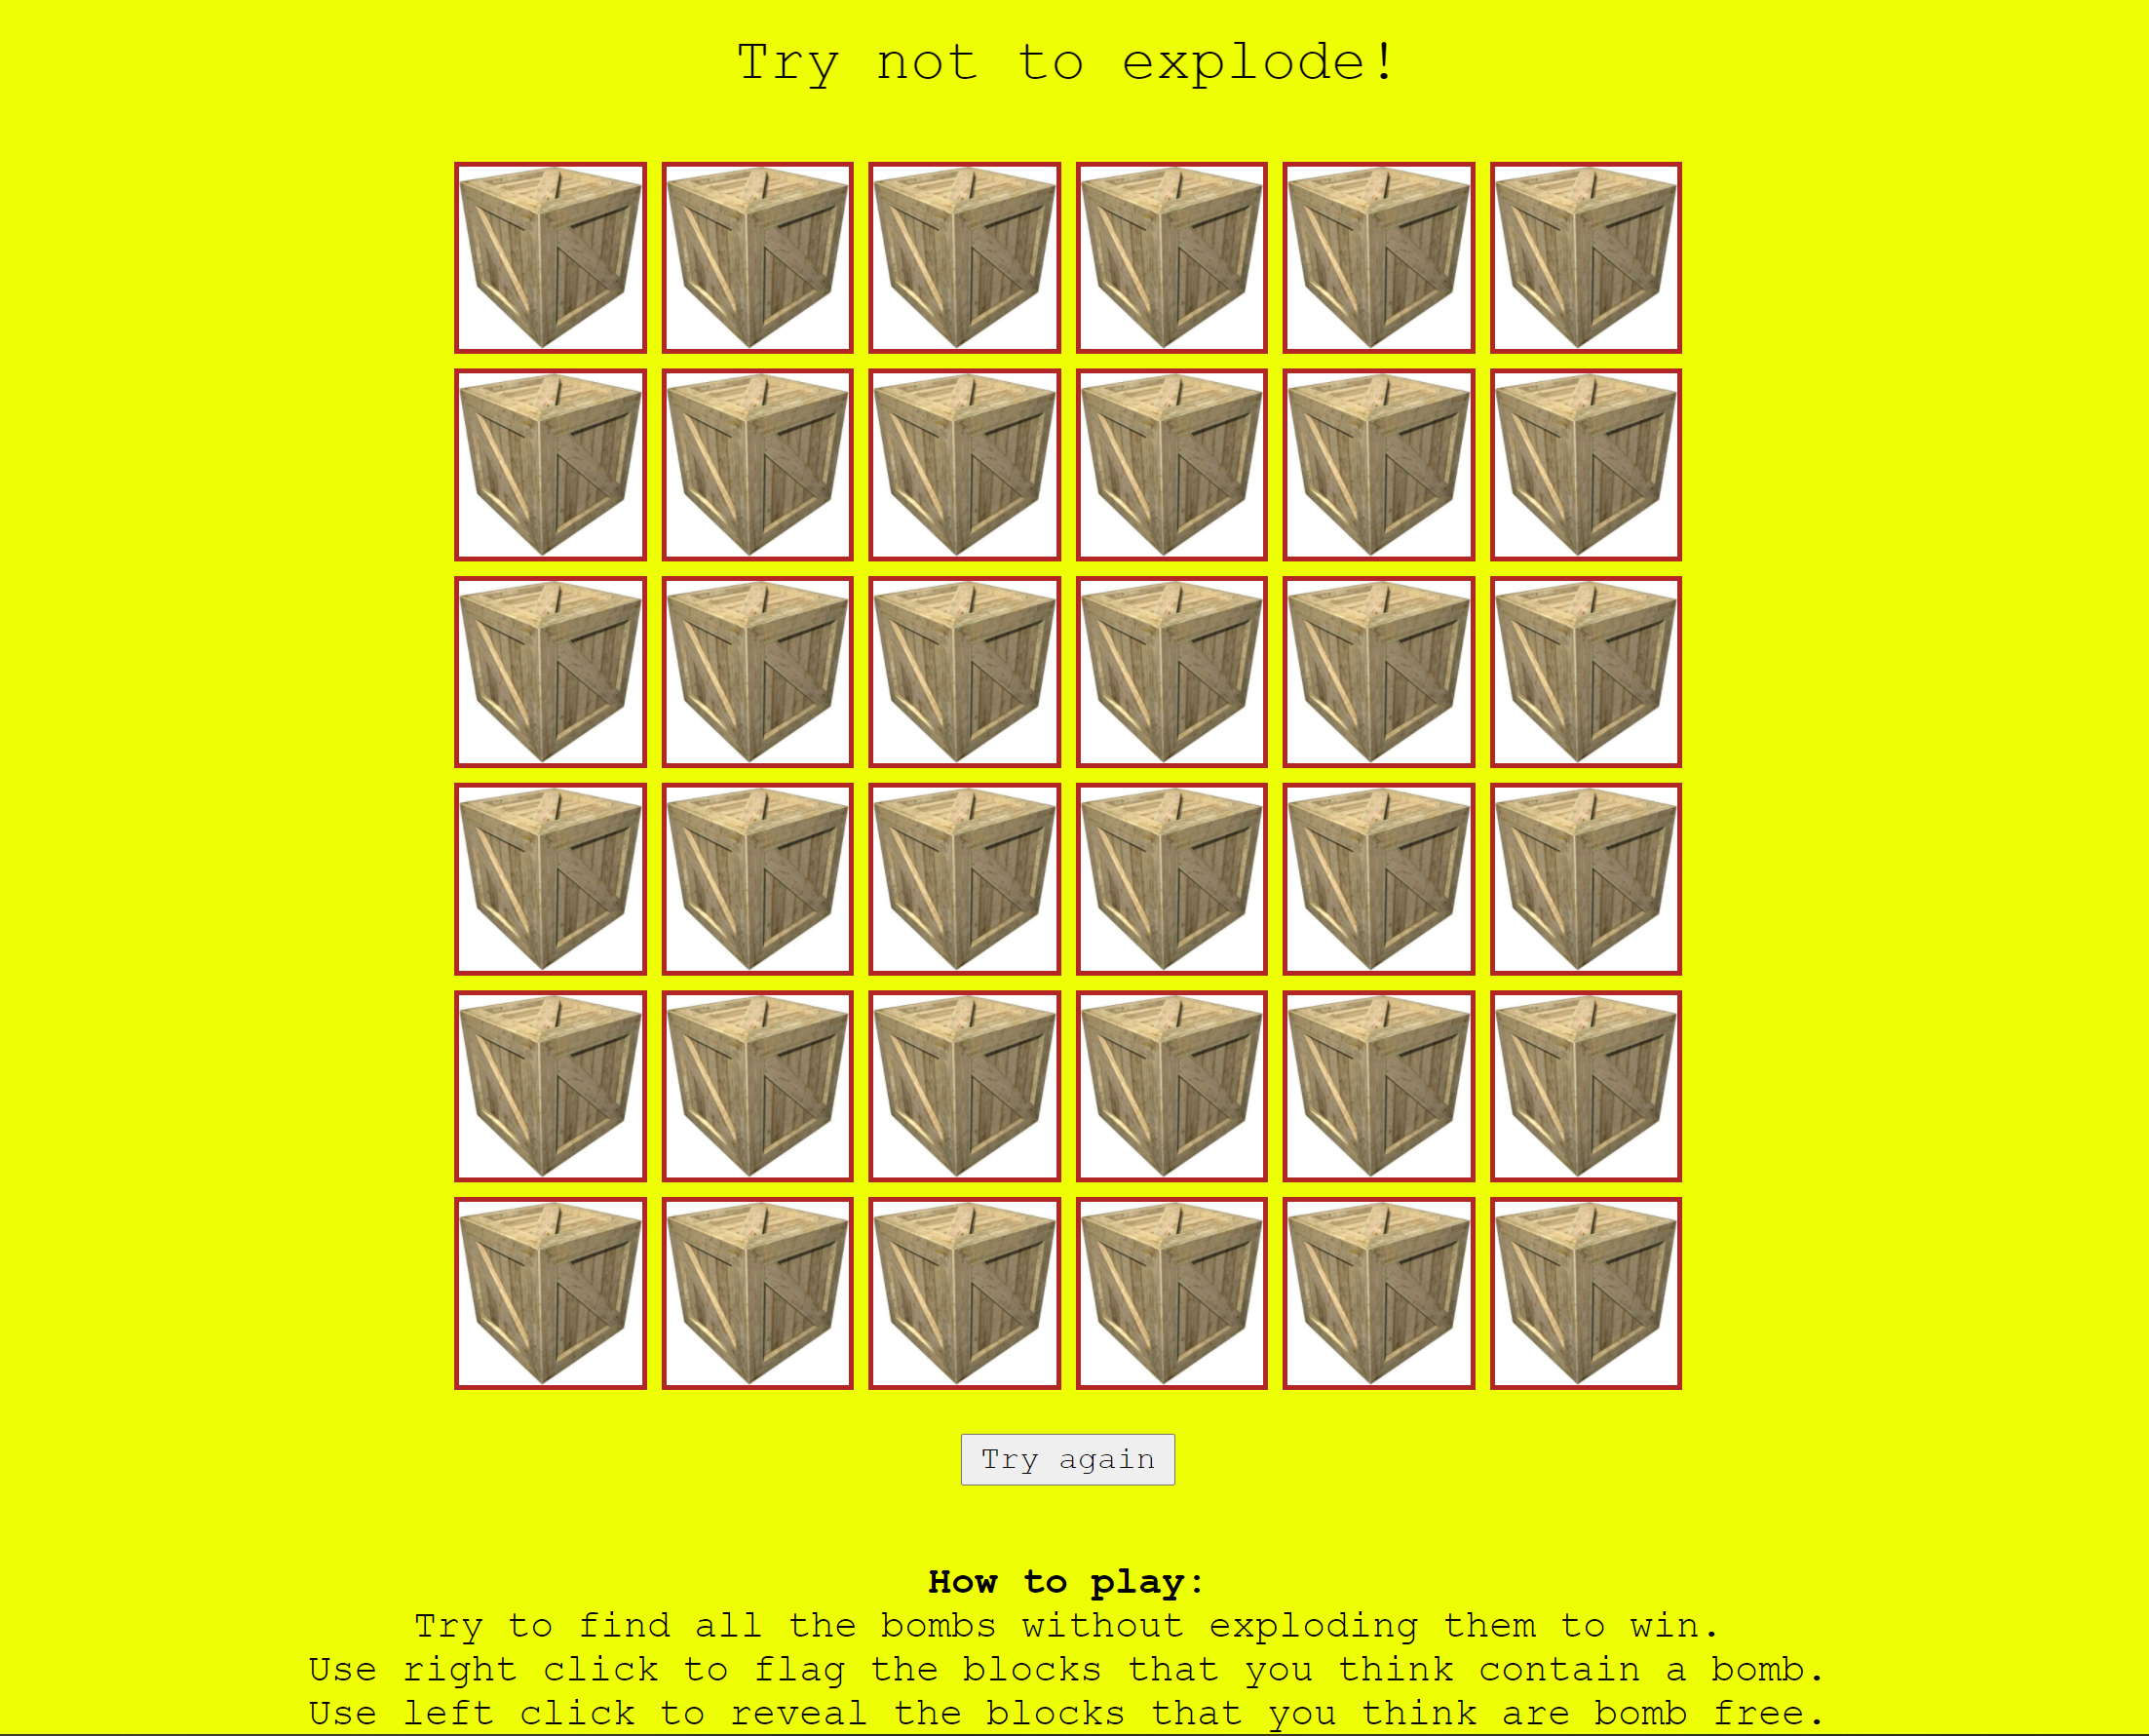 Try not to explode!
Try again
How to play:
Try to find all the bombs without exploding them to win.
Use right click to flag the blocks that you think contain a bomb.
Use left click to reveal the blocks that you think are bomb free.